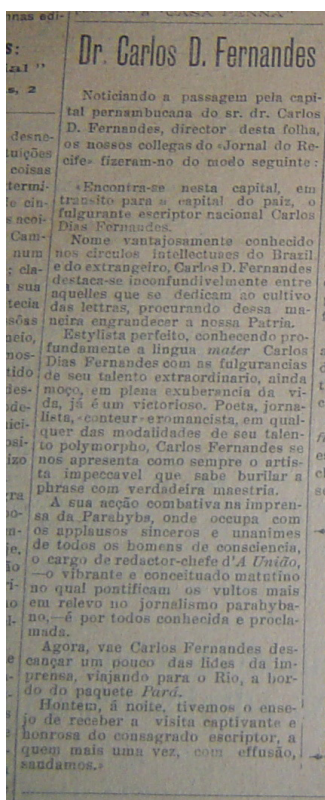 Dr. Carlos D. Fernandes
Noticiando a passagem pela capi-
tal pernambucana do sr. dr. Carlos
D. Fernandes, director desta folha,
os nossos collegas do «Jornal do Re-
cife» fizeram-no do modo seguinte :
«Encontra-se nesta capital, em
transito para a capital do paiz, o
fulgurante escriptor nacional Carlos
Dias Fernandes.
Nome vantajosamente conhecido
nos circulos intellectuaes do Brazil
e do extrangeiro, Carlos D. Fernandes
destaca-se inconfundivelmente entre
aquelles que se dedicam ao cultivo
das letras, procurando dessa ma-
neira engrandecer a nossa Patria.
Estylista perfeito, conhecendo pro-
fundamente a lingua mater Carlos
Dias Fernandes com as fulgurancias
de seu talento extraordinario, ainda
moço, em plena exuberancia da vi-
da, já é um victorioso. Poeta, jorna-
lista, «conteur» e romancista, em qual-
quer das modalidades de seu talen-
to polymorpho, Carlos Fernandes se
nos apresenta como sempre o artis-
ta impeccavel que sabe burilar a
phrase com verdadeira maestria.
A sua acção combativa na impren-
sa da Parahyba, onde occupa com
os applausos sinceros e unanimes
de todos os homens de consciencia,
o cargo de redactor-chefe d'A União,
—o vibrante e conceituado matutino
no qual pontificam os vultos mais
em relevo no jornalismo parahyba-
no,—é por todos conhecida e procla-
mada.
Agora, vae Carlos Fernandes des-
cançar um pouco das lides da im-
prensa, viajando para o Rio, a bor-
do do paquete Pará.
Hontem, á noite, tivemos o ense-
jo de receber a visita captivante e
honrosa do consagrado escriptor, a
quem mais uma vez, com effusão,
saudamos.»